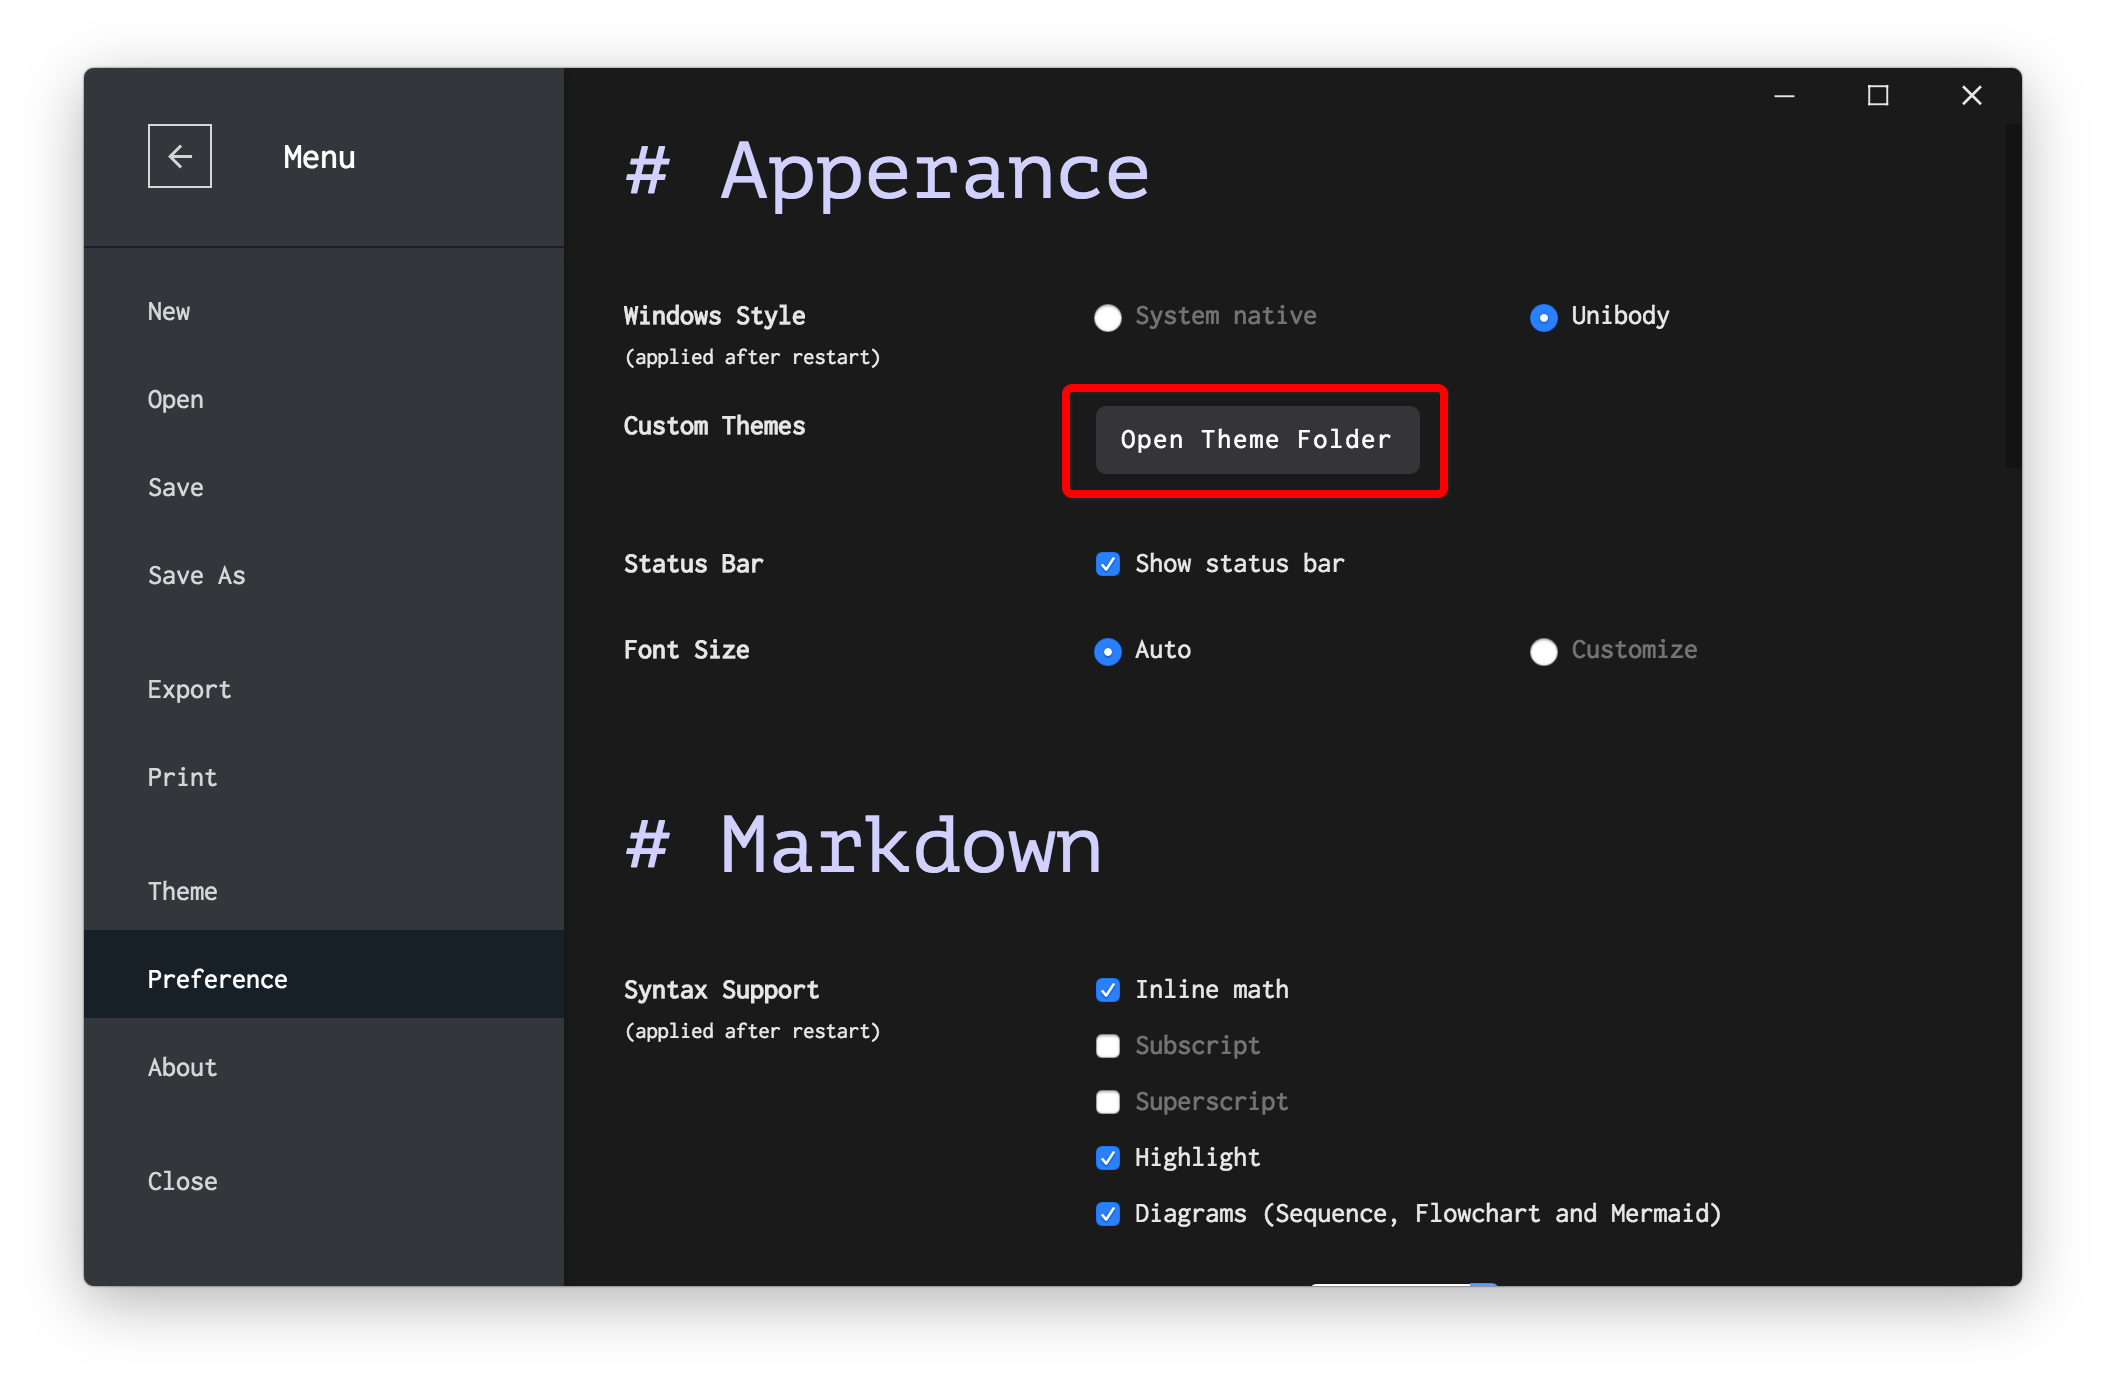 Menu
New
Open
Save
Save As
Export
Print
Theme
Preference
About
Close
# Apperance
Windows Style
(applied after restart)
System native
Unibody
Custom Themes
Open Theme Folder
Status Bar
Show status bar
Font Size
Auto
Customize
# Markdown
Syntax Support
(applied after restart)
Inline math
Subscript
Superscript
Highlight
Diagrams (Sequence, Flowchart and Mermaid)